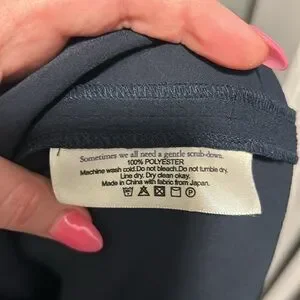 Sometimes we all need a gentle scrub-down.
100% POLYESTER
Machine wash cold.Do not bleach.Do not tumble dry.
Line dry. Dry clean okay.
Made in China with fabric from Japan.